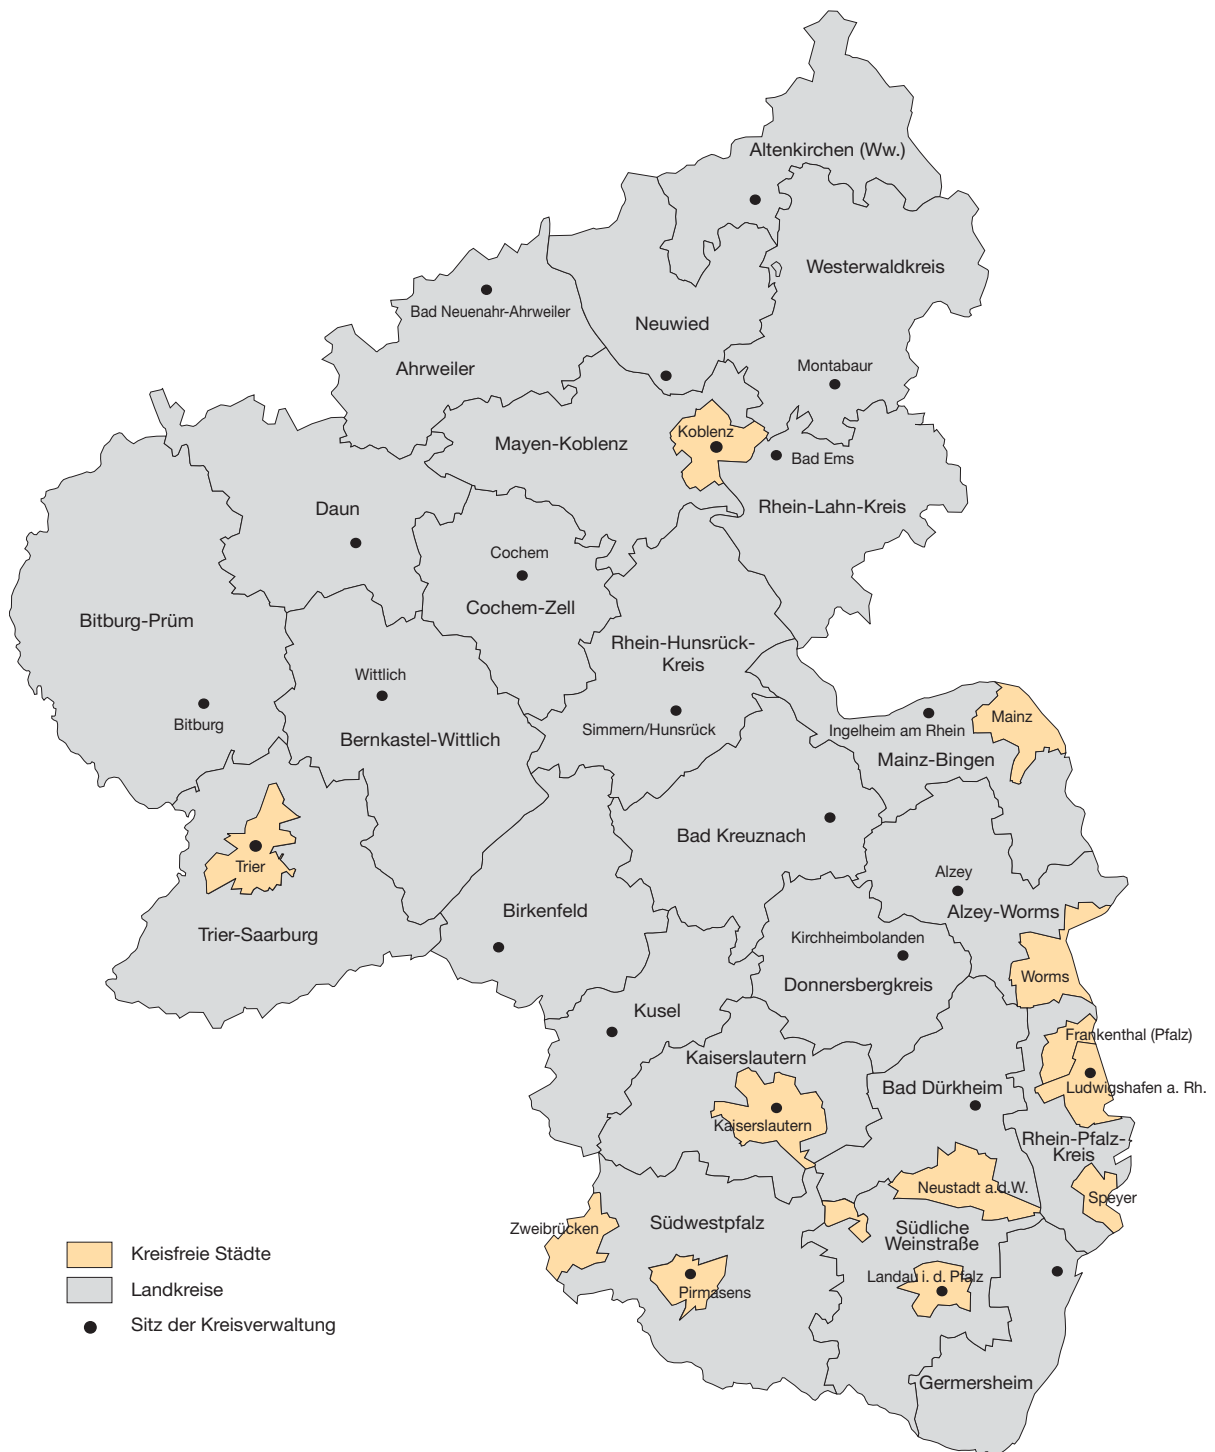 Altenkirchen (Ww.)
Westerwaldkreis
Bad Neuenahr-Ahrweiler
Neuwied
Ahrweiler
Montabaur
Koblenz
Mayen-Koblenz
Bad Ems
Daun
Rhein-Lahn-Kreis
Cochem
Cochem-Zell
Bitburg-Prüm
Rhein-Hunsrück-
Kreis
Wittlich
Bitburg
Simmern/Hunsrück
Bernkastel-Wittlich
Mainz
Ingelheim am Rhein
Mainz-Bingen
Bad Kreuznach
Trier
Alzey
Alzey-Worms
Birkenfeld
Trier-Saarburg
Kirchheimbolanden
Donnersbergkreis
Worms
Kusel
Frankenthal (Pfalz)
Kaiserslautern
Bad Dürkheim
Ludwigshafen a. Rh.
Kaiserslautern
Rhein-Pfalz-
Kreis
Neustadt a.d.W.
Speyer
Zweibrücken
Südwestpfalz
Südliche
Weinstraße
Landau i. d. Pfalz
Pirmasens
Germersheim
Kreisfreie Städte
Landkreise
Sitz der Kreisverwaltung